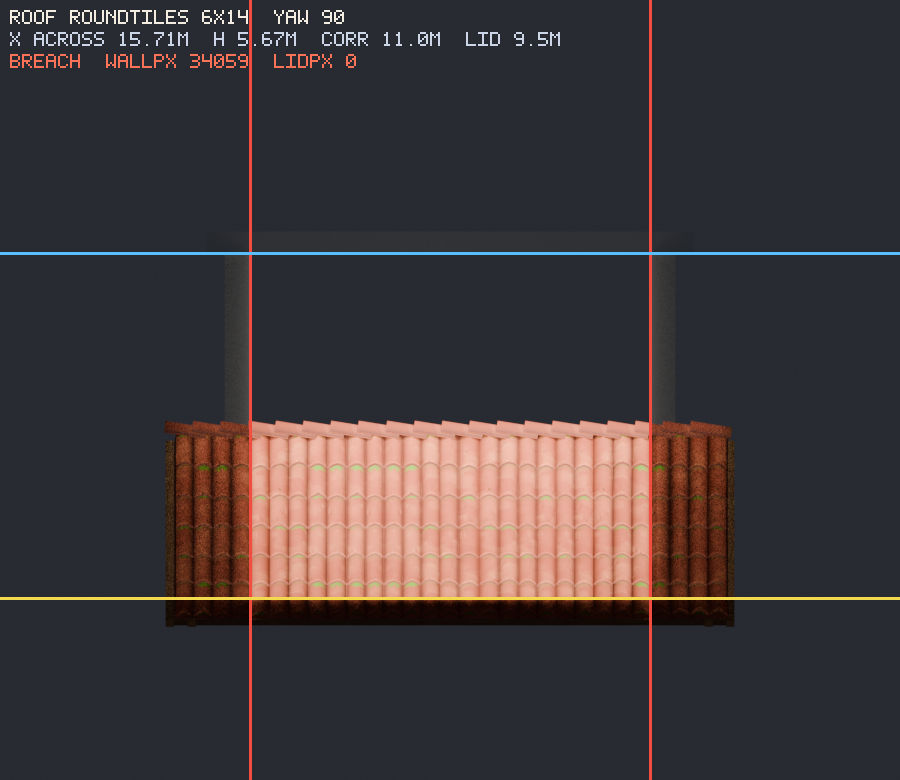 ROOF ROUNDTILES 6X14  YAW 90
X ACROSS 15.71M  H 5.67M  CORR 11.0M  LID 9.5M
BREACH  WALLPX 34059  LIDPX 0